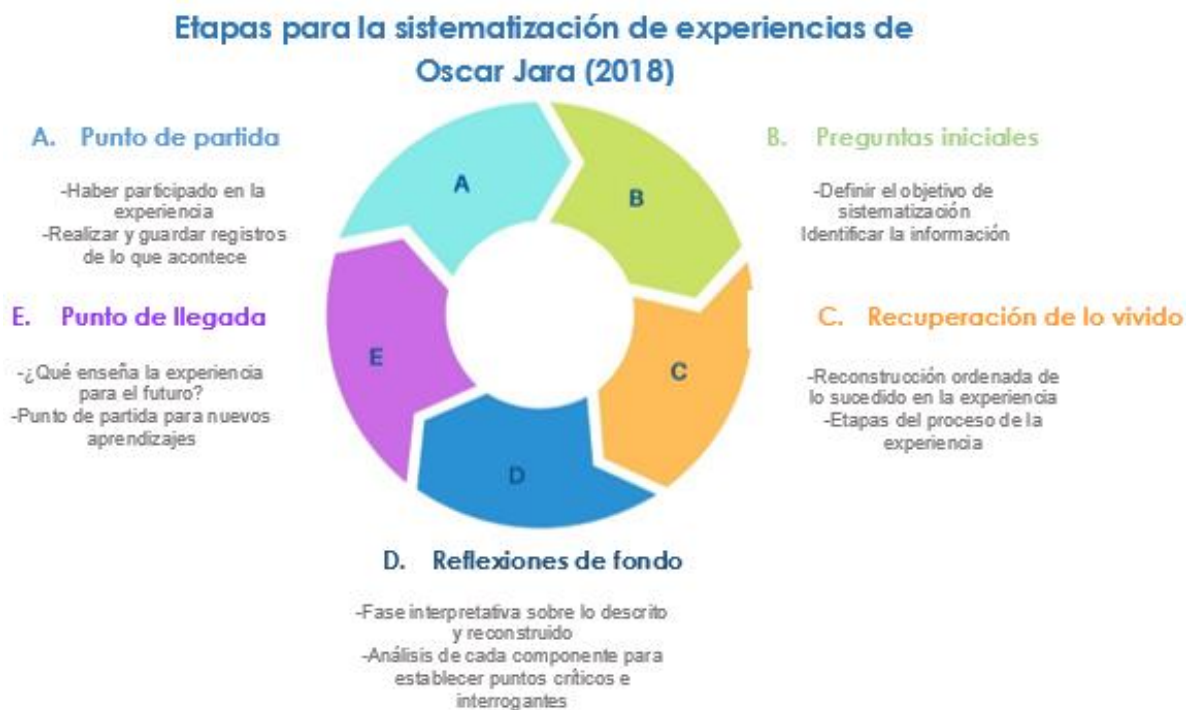 Etapas para la sistematización de experiencias de
Oscar Jara (2018)
A. Punto de partida
-Haber participado en la
experiencia
-Realizar y guardar registros
de lo que acontece
B. Preguntas iniciales
-Definir el objetivo de
sistematización
Identificar la información
C. Recuperación de lo vivido
-Reconstrucción ordenada de
lo sucedido en la experiencia
-Etapas del proceso de la
experiencia
D. Reflexiones de fondo
-Fase interpretativa sobre lo descrito
y reconstruido
-Análisis de cada componente para
establecer puntos críticos e
interrogantes
E. Punto de llegada
-¿Qué enseña la experiencia
para el futuro?
-Punto de partida para nuevos
aprendizajes
A
B
C
D
E